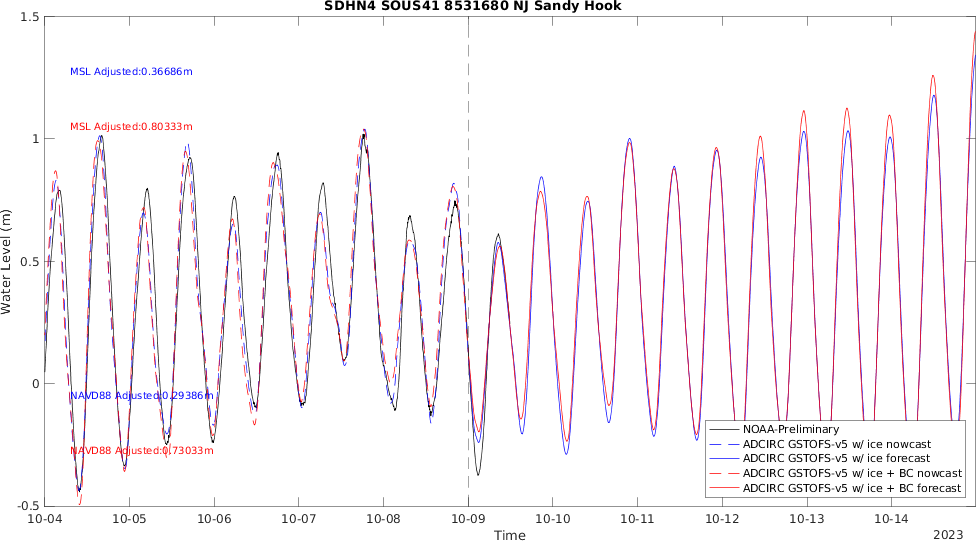 SDHN4 SOUS41 8531680 NJ Sandy Hook
1.5
MSL Adjusted:0.36686m
MSL Adjusted:0.80333m
1
Water Level (m)
0.5
0
NAVD88 Adjusted:0.29386m
NAVD88 Adjusted:0.73033m
-0.5
NOAA-Preliminary
ADCIRC GSTOFS-v5 w/ ice nowcast
ADCIRC GSTOFS-v5 w/ ice forecast
ADCIRC GSTOFS-v5 w/ ice + BC nowcast
ADCIRC GSTOFS-v5 w/ ice + BC forecast
10-04 10-05 10-06 10-07 10-08 10-09 10-10 10-11 10-12 10-13 10-14
Time
2023